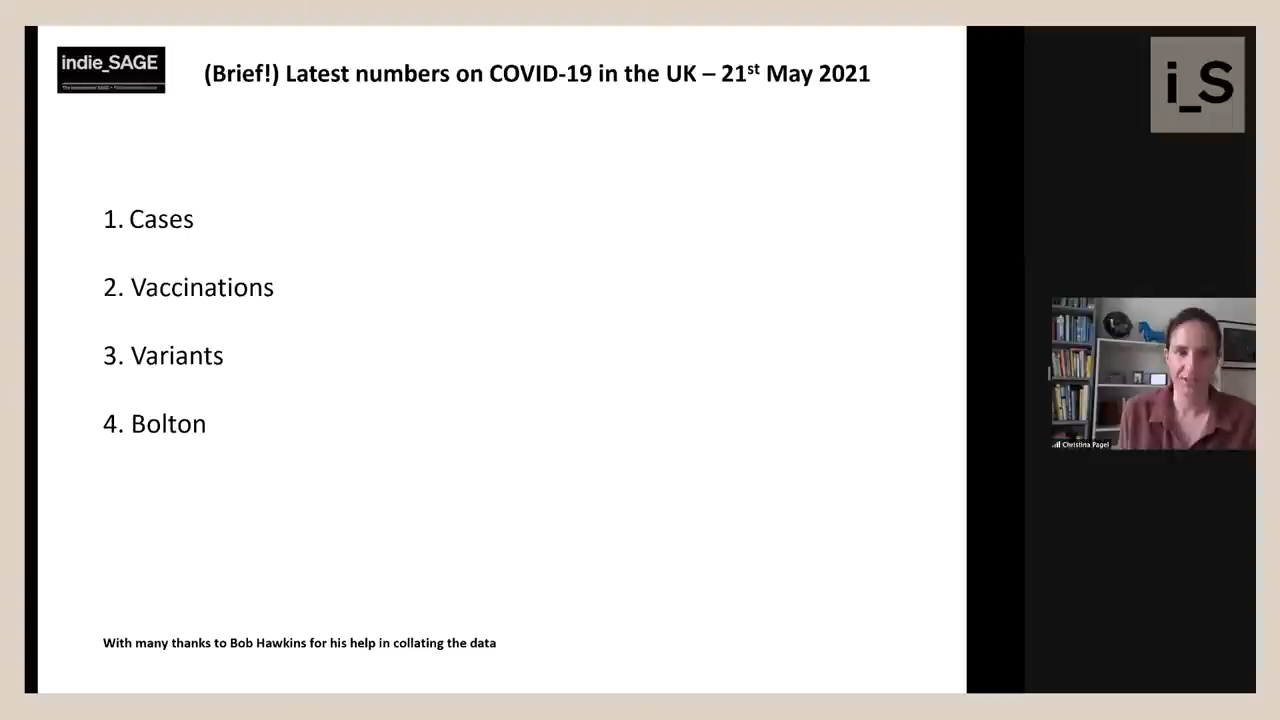 indie_SAGE
(Brief!) Latest numbers on COVID-19 in the UK – 21st May 2021
i_S
1. Cases
2. Vaccinations
3. Variants
4. Bolton
Christina Pagel
With many thanks to Bob Hawkins for his help in collating the data